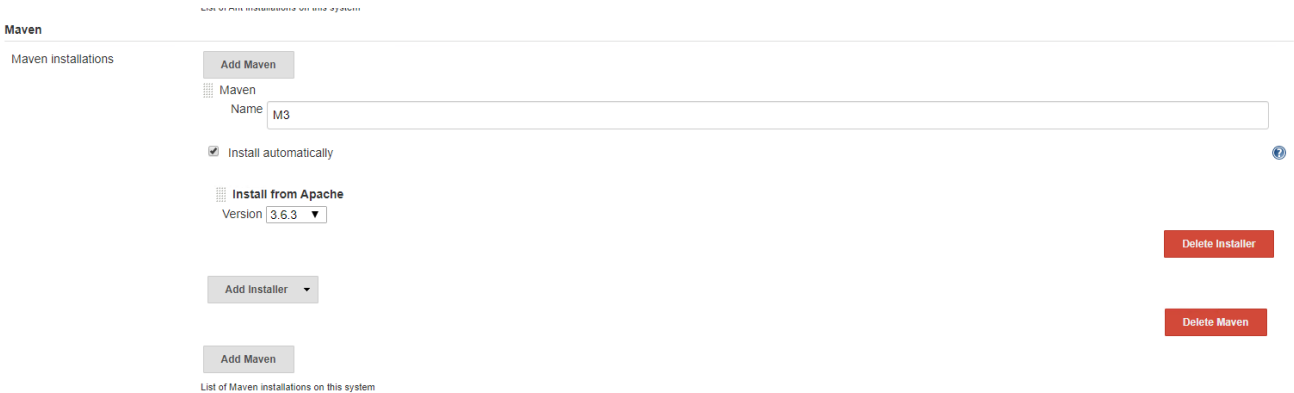 List of Ant installations on this system
Maven
Maven installations
Add Maven
Maven
Name
M3
Install automatically
Install from Apache
Version 3.6.3
Delete Installer
Add Installer
Delete Maven
Add Maven
List of Maven installations on this system